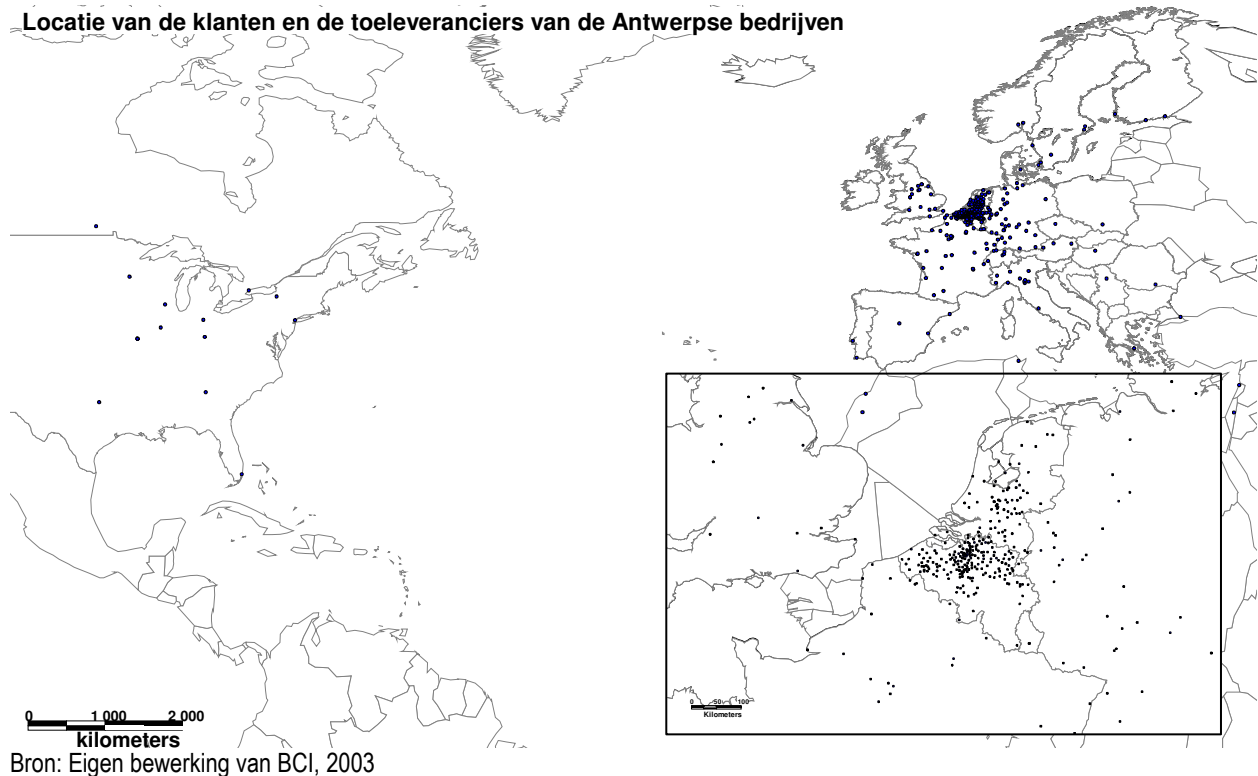 Locatie van de klanten en de toeleveranciers van de Antwerpse bedrijven
0 50 100
Kilometers
0 1 000 2 000
kilometers
Bron: Eigen bewerking van BCI, 2003